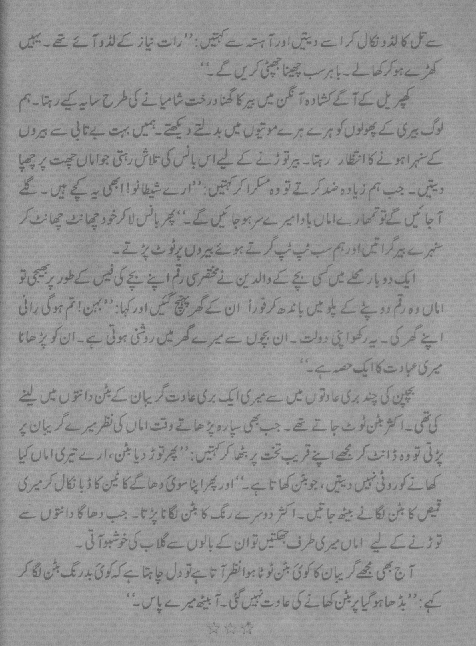 سے تل کا لڈو نکال کر اسے دیتیں اور آہستہ سے کہتیں: ’’رات نیاز کے لڈو آئے تھے۔ یہیں
کھڑے ہو کر کھا لے۔ باہر سب چھینا جھپٹی کریں گے۔‘‘
کھپریل کے آگے کشادہ آنگن میں بیر کا گھنا درخت شامیانے کی طرح سایہ کیے رہتا۔ ہم
لوگ بیری کے پھولوں کو ہرے ہرے موتیوں میں بدلتے دیکھتے۔ ہمیں بہت بے تابی سے بیروں
کے سنہرا ہونے کا انتظار رہتا۔ بیر توڑنے کے لیے اس بانس کی تلاش رہتی جو اماں چھت پر چھپا
دیتیں۔ جب ہم زیادہ ضد کرتے تو وہ مسکرا کر کہتیں: ’’ارے شیطانو! ابھی یہ کچے ہیں۔ گلے
آ جائیں گے تو تمھارے اماں باوا میرے سر ہو جائیں گے۔‘‘ پھر بانس لا کر خود چھانٹ چھانٹ کر
سنہرے بیر گراتیں اور ہم سب ٹپ ٹپ گرتے ہوئے بیروں پر ٹوٹ پڑتے۔
ایک دو بار محلے میں کسی بچے کے والدین نے مختصر سی رقم اپنے بچے کی فیس کے طور پر بھیجی تو
اماں وہ رقم دوپٹے کے پلو میں باندھ کر فوراً ان کے گھر پہنچ گئیں اور کہا: ’’بہن! تم ہو گی رانی
اپنے گھر کی۔ یہ رکھو اپنی دولت۔ ان بچوں سے میرے گھر میں روشنی ہوتی ہے۔ ان کو پڑھانا
میری عبادت کا ایک حصہ ہے۔‘‘
بچپن کی چند بری عادتوں میں سے میری ایک بری عادت گریبان کے بٹن دانتوں میں لینے
کی تھی۔ اکثر بٹن ٹوٹ جاتے تھے۔ جب بھی سیپارہ پڑھاتے وقت اماں کی نظر میرے گریبان پر
پڑتی تو وہ ڈانٹ کر مجھے اپنے قریب تخت پر بٹھا کر کہتیں: ’’پھر توڑ دیا بٹن، ارے تیری اماں کیا
کھانے کو روٹی نہیں دیتیں، جو بٹن کھاتا ہے۔‘‘ اور پھر اپنا سوئی دھاگے کا ٹین کا ڈبا نکال کر میری
قمیص کا بٹن لگانے بیٹھ جاتیں۔ اکثر دوسرے رنگ کا بٹن لگانا پڑتا۔ جب دھاگا دانتوں سے
توڑنے کے لیے اماں میری طرف جھکتیں تو ان کے بالوں سے گلاب کی خوشبو آتی۔
آج بھی مجھے گریبان کا کوئی بٹن ٹوٹا ہوا نظر آتا ہے تو دل چاہتا ہے کہ کوئی بدرنگ بٹن لگا کر
کہے: ’’بڈھا ہو گیا پر بٹن کھانے کی عادت نہیں گئی۔ آ بیٹھ میرے پاس۔‘‘
☆☆☆